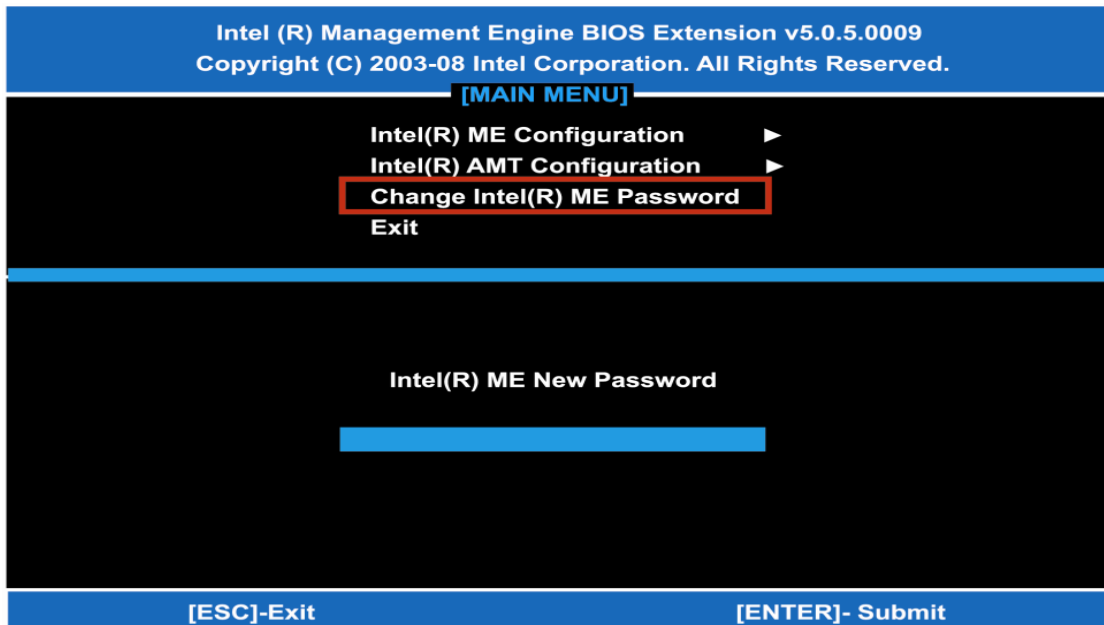 Intel (R) Management Engine BIOS Extension v5.0.5.0009
Copyright (C) 2003-08 Intel Corporation. All Rights Reserved.
[MAIN MENU]
Intel(R) ME Configuration ►
Intel(R) AMT Configuration ►
Change Intel(R) ME Password
Exit
Intel(R) ME New Password
[ESC]-Exit [ENTER]- Submit